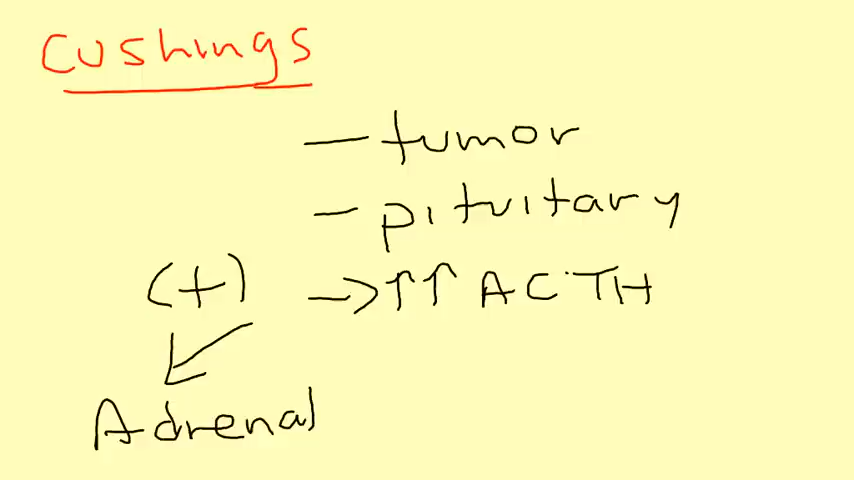 cushings
- tumor
- pituitary
(+) -> ↑↑ ACTH
Adrenal